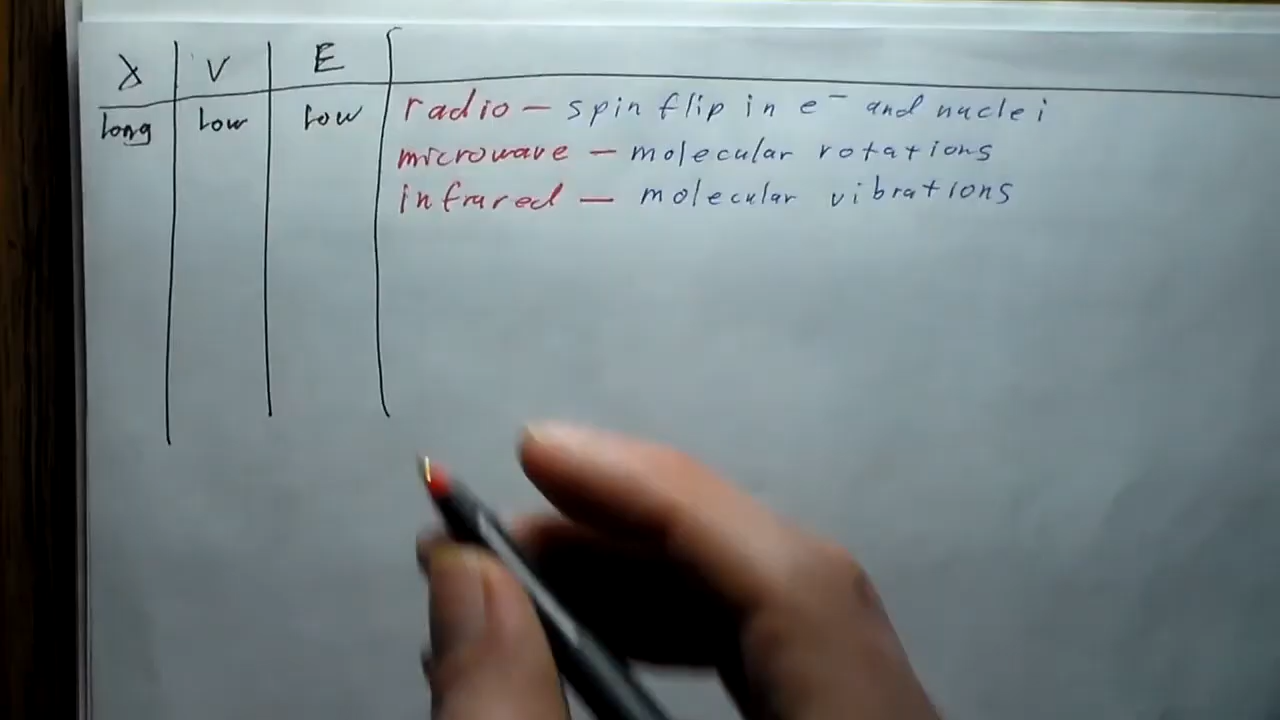 λ ν E
long low low radio — spin flip in e⁻ and nuclei
microwave — molecular rotations
infrared — molecular vibrations